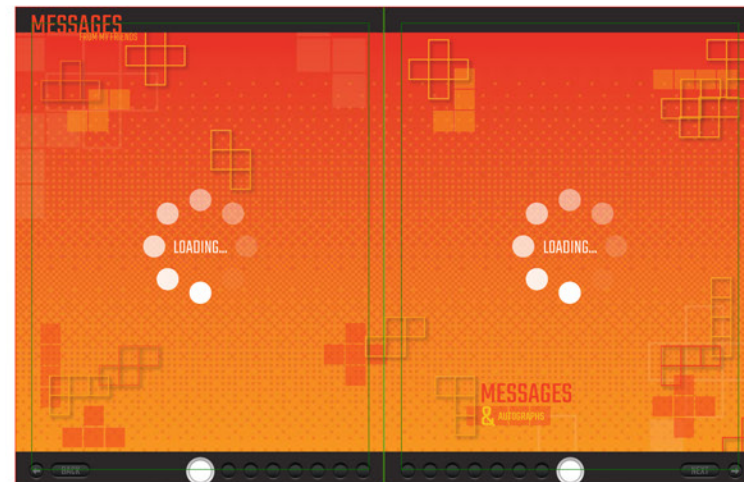 MESSAGES
FROM MY FRIENDS
LOADING...
LOADING...
MESSAGES
& AUTOGRAPHS
BACK
NEXT